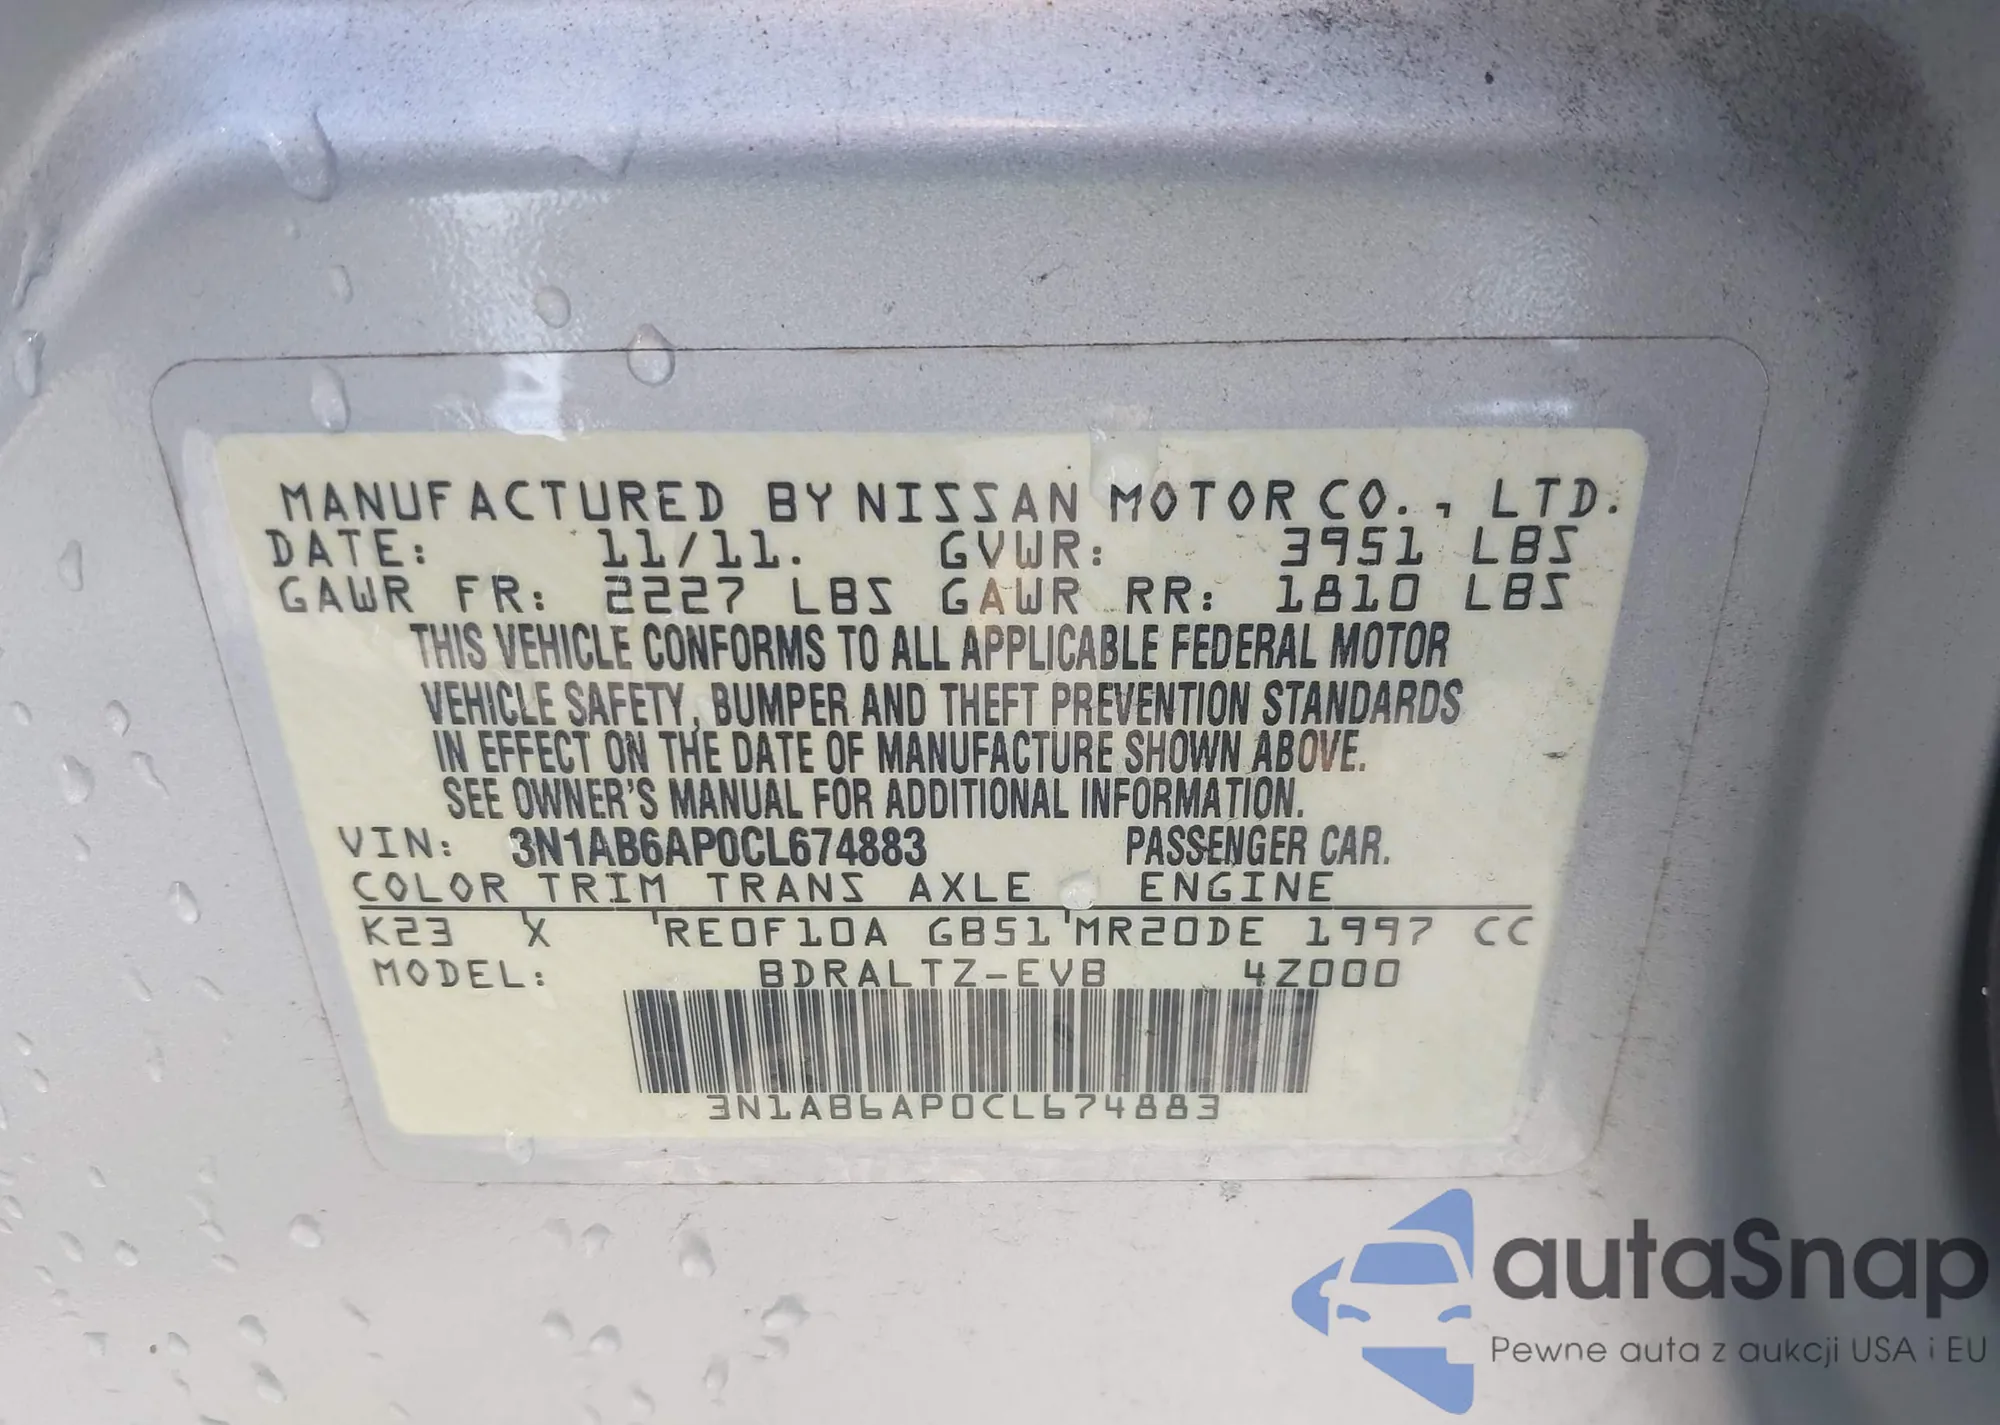 MANUFACTURED BY NISSAN MOTOR CO., LTD.
DATE: 11/11. GVWR: 3951 LBS
GAWR FR: 2227 LBS GAWR RR: 1810 LBS
THIS VEHICLE CONFORMS TO ALL APPLICABLE FEDERAL MOTOR
VEHICLE SAFETY, BUMPER AND THEFT PREVENTION STANDARDS
IN EFFECT ON THE DATE OF MANUFACTURE SHOWN ABOVE.
SEE OWNER'S MANUAL FOR ADDITIONAL INFORMATION.
VIN: 3N1AB6AP0CL674883 PASSENGER CAR.
COLOR TRIM TRANS AXLE ENGINE
K23 X RE0F10A GB51 MR20DE 1997 CC
MODEL: BDRALTZ-EVB 4Z000
3N1AB6AP0CL674883
autaSnap
Pewne auta z aukcji USA i EU